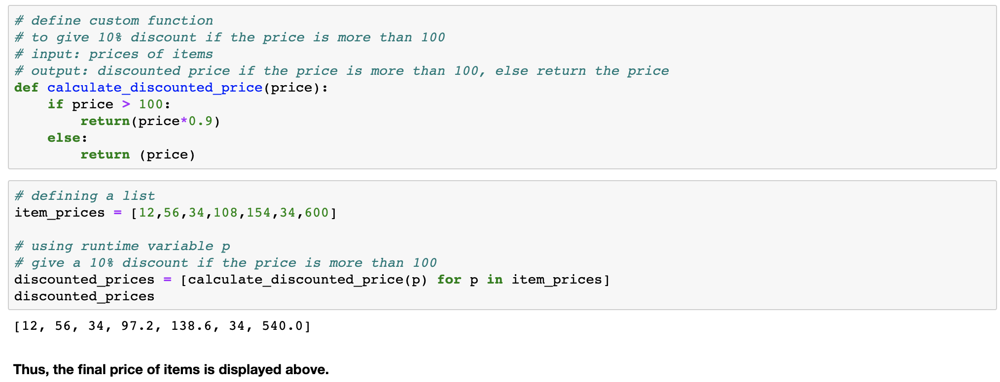 # define custom function
# to give 10% discount if the price is more than 100
# input: prices of items
# output: discounted price if the price is more than 100, else return the price
def calculate_discounted_price(price):
    if price > 100:
        return(price*0.9)
    else:
        return (price)
# defining a list
item_prices = [12,56,34,108,154,34,600]
# using runtime variable p
# give a 10% discount if the price is more than 100
discounted_prices = [calculate_discounted_price(p) for p in item_prices]
discounted_prices
[12, 56, 34, 97.2, 138.6, 34, 540.0]
Thus, the final price of items is displayed above.